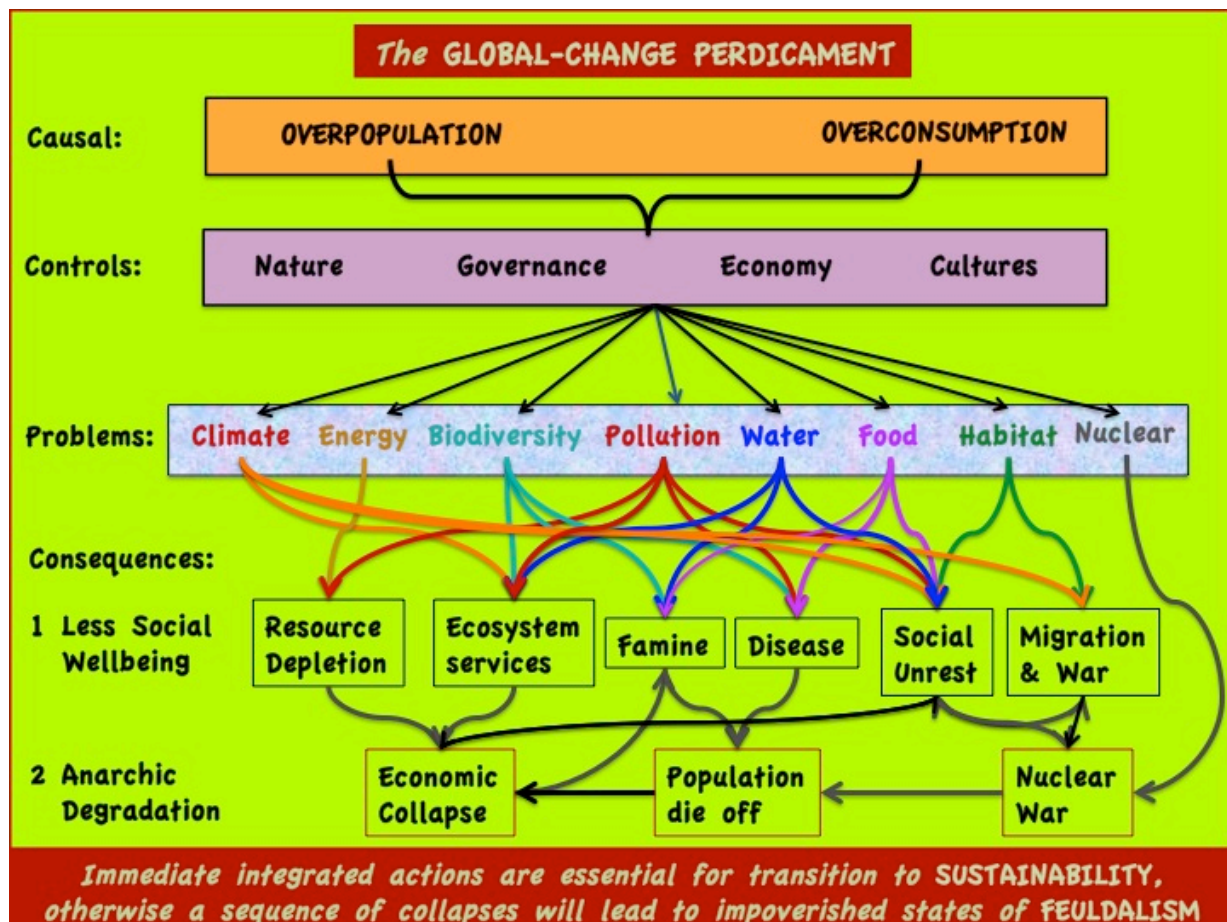 The GLOBAL-CHANGE PERDICAMENT
Causal:
OVERPOPULATION OVERCONSUMPTION
Controls:
Nature Governance Economy Cultures
Problems:
Climate Energy Biodiversity Pollution Water Food Habitat Nuclear
Consequences:
1 Less Social
Wellbeing
Resource
Depletion
Ecosystem
services
Famine
Disease
Social
Unrest
Migration
& War
2 Anarchic
Degradation
Economic
Collapse
Population
die off
Nuclear
War
Immediate integrated actions are essential for transition to SUSTAINABILITY,
otherwise a sequence of collapses will lead to impoverished states of FEULDALISM